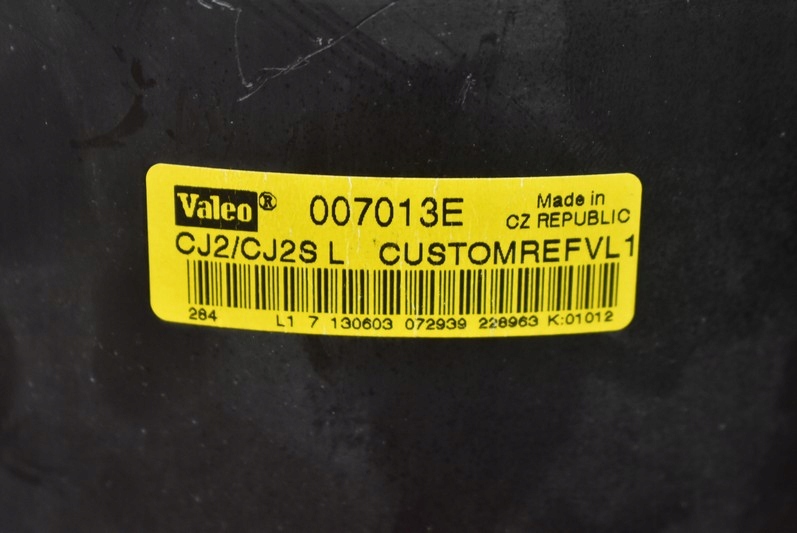 Valeo® 007013E Made in
CZ REPUBLIC
CJ2/CJ2S L CUSTOMREFVL1
284 L1 7 130603 072939 228963 K:01012